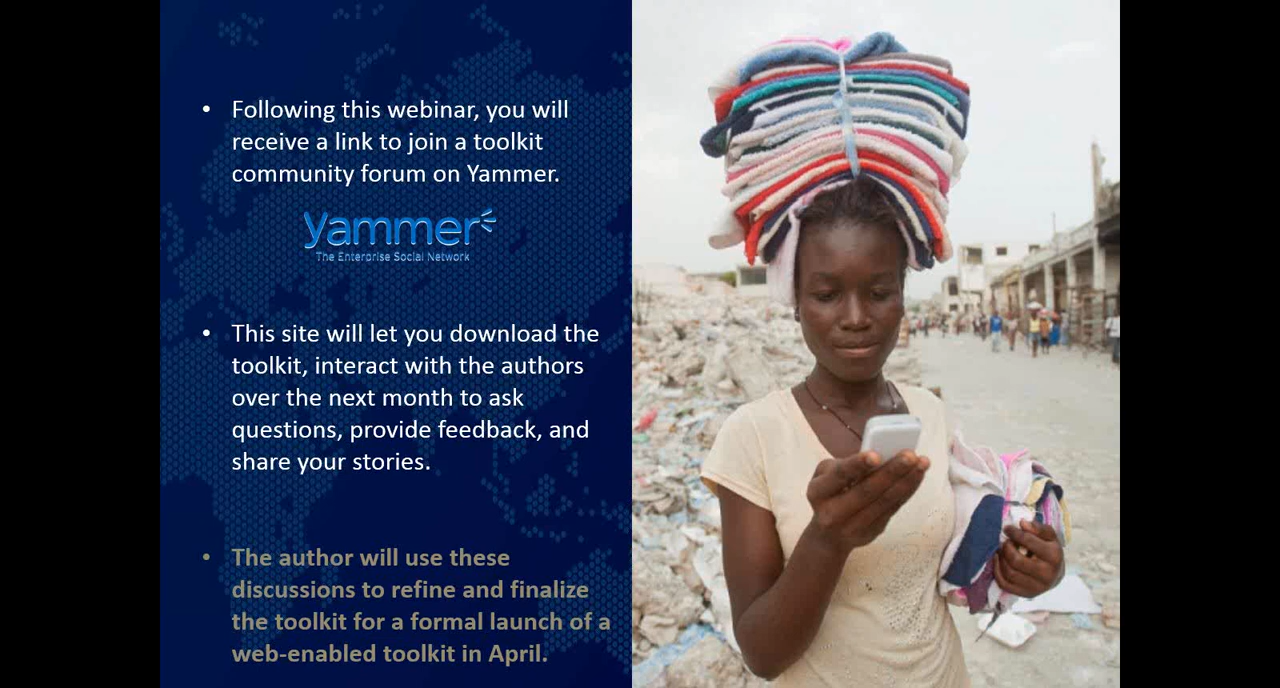 • Following this webinar, you will
receive a link to join a toolkit
community forum on Yammer.
yammer
The Enterprise Social Network
• This site will let you download the
toolkit, interact with the authors
over the next month to ask
questions, provide feedback, and
share your stories.
• The author will use these
discussions to refine and finalize
the toolkit for a formal launch of a
web-enabled toolkit in April.